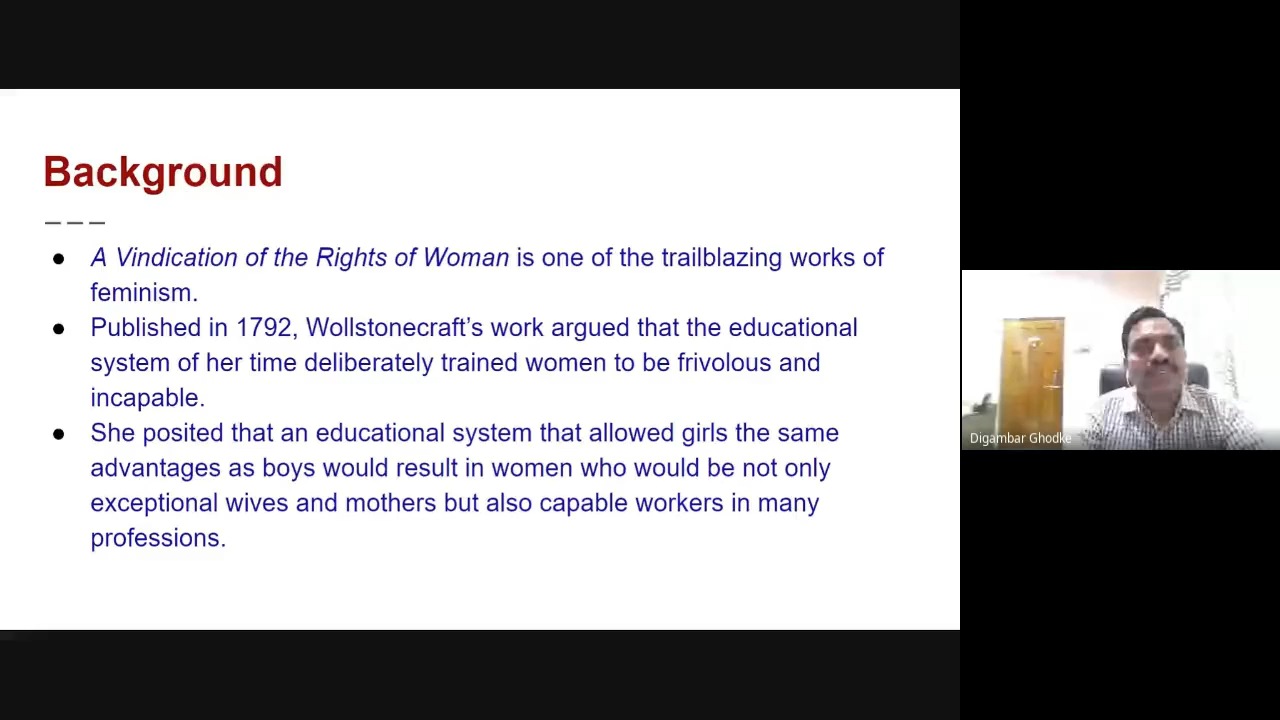 Background
A Vindication of the Rights of Woman is one of the trailblazing works of
feminism.
Published in 1792, Wollstonecraft’s work argued that the educational
system of her time deliberately trained women to be frivolous and
incapable.
She posited that an educational system that allowed girls the same
advantages as boys would result in women who would be not only
exceptional wives and mothers but also capable workers in many
professions.
Digambar Ghodke